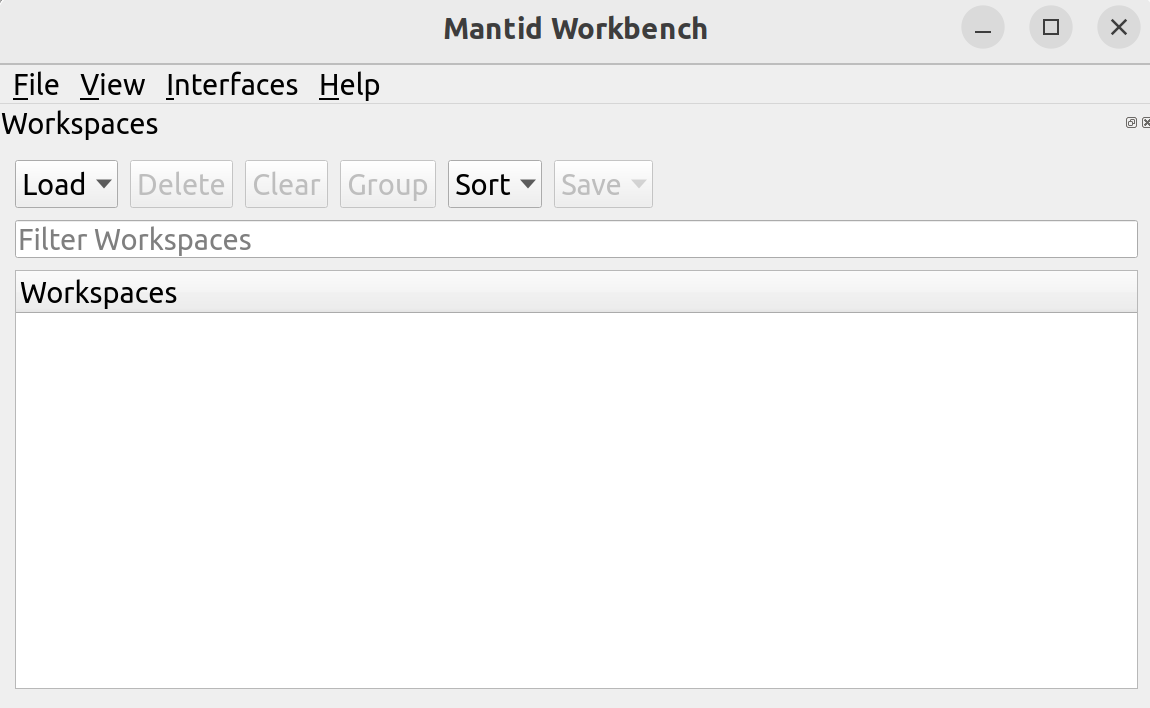 Mantid Workbench
File View Interfaces Help
Workspaces
Load Delete Clear Group Sort Save
Filter Workspaces
Workspaces